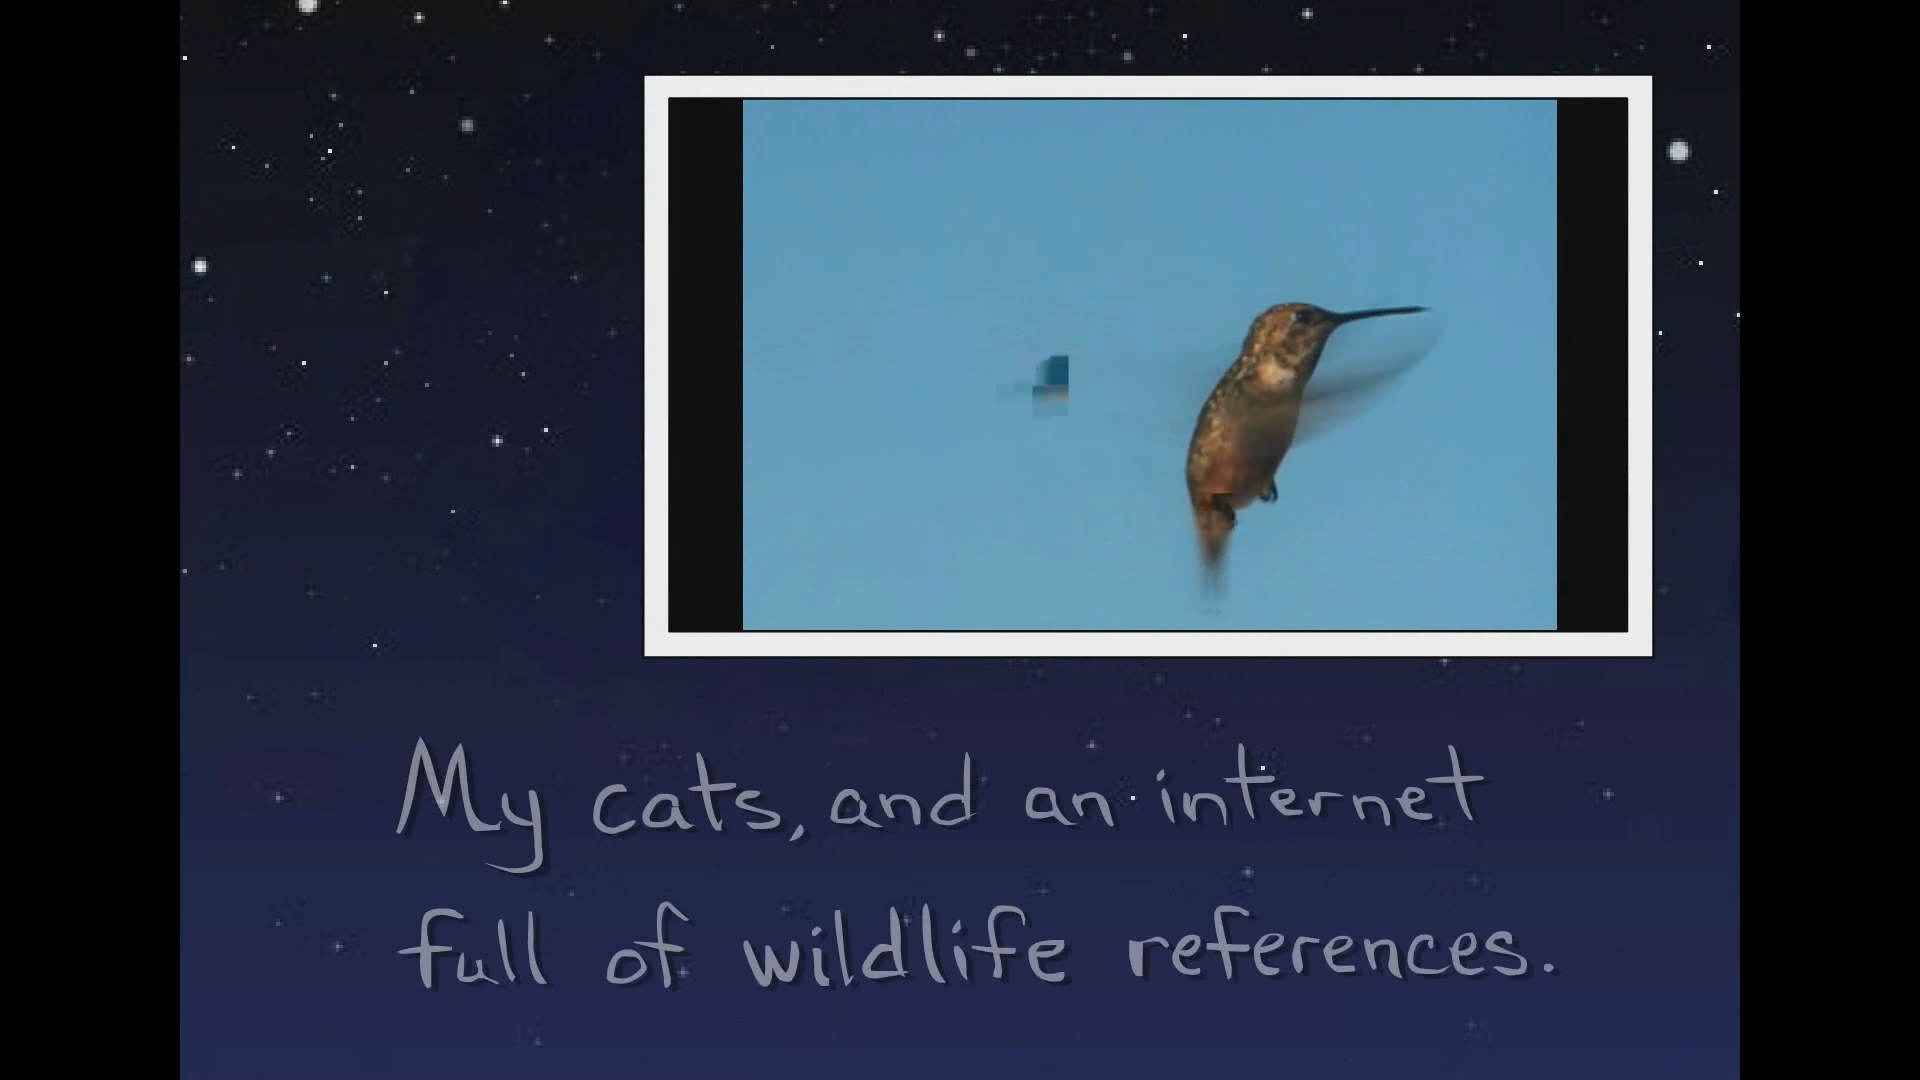 My cats, and an internet
full of wildlife references.